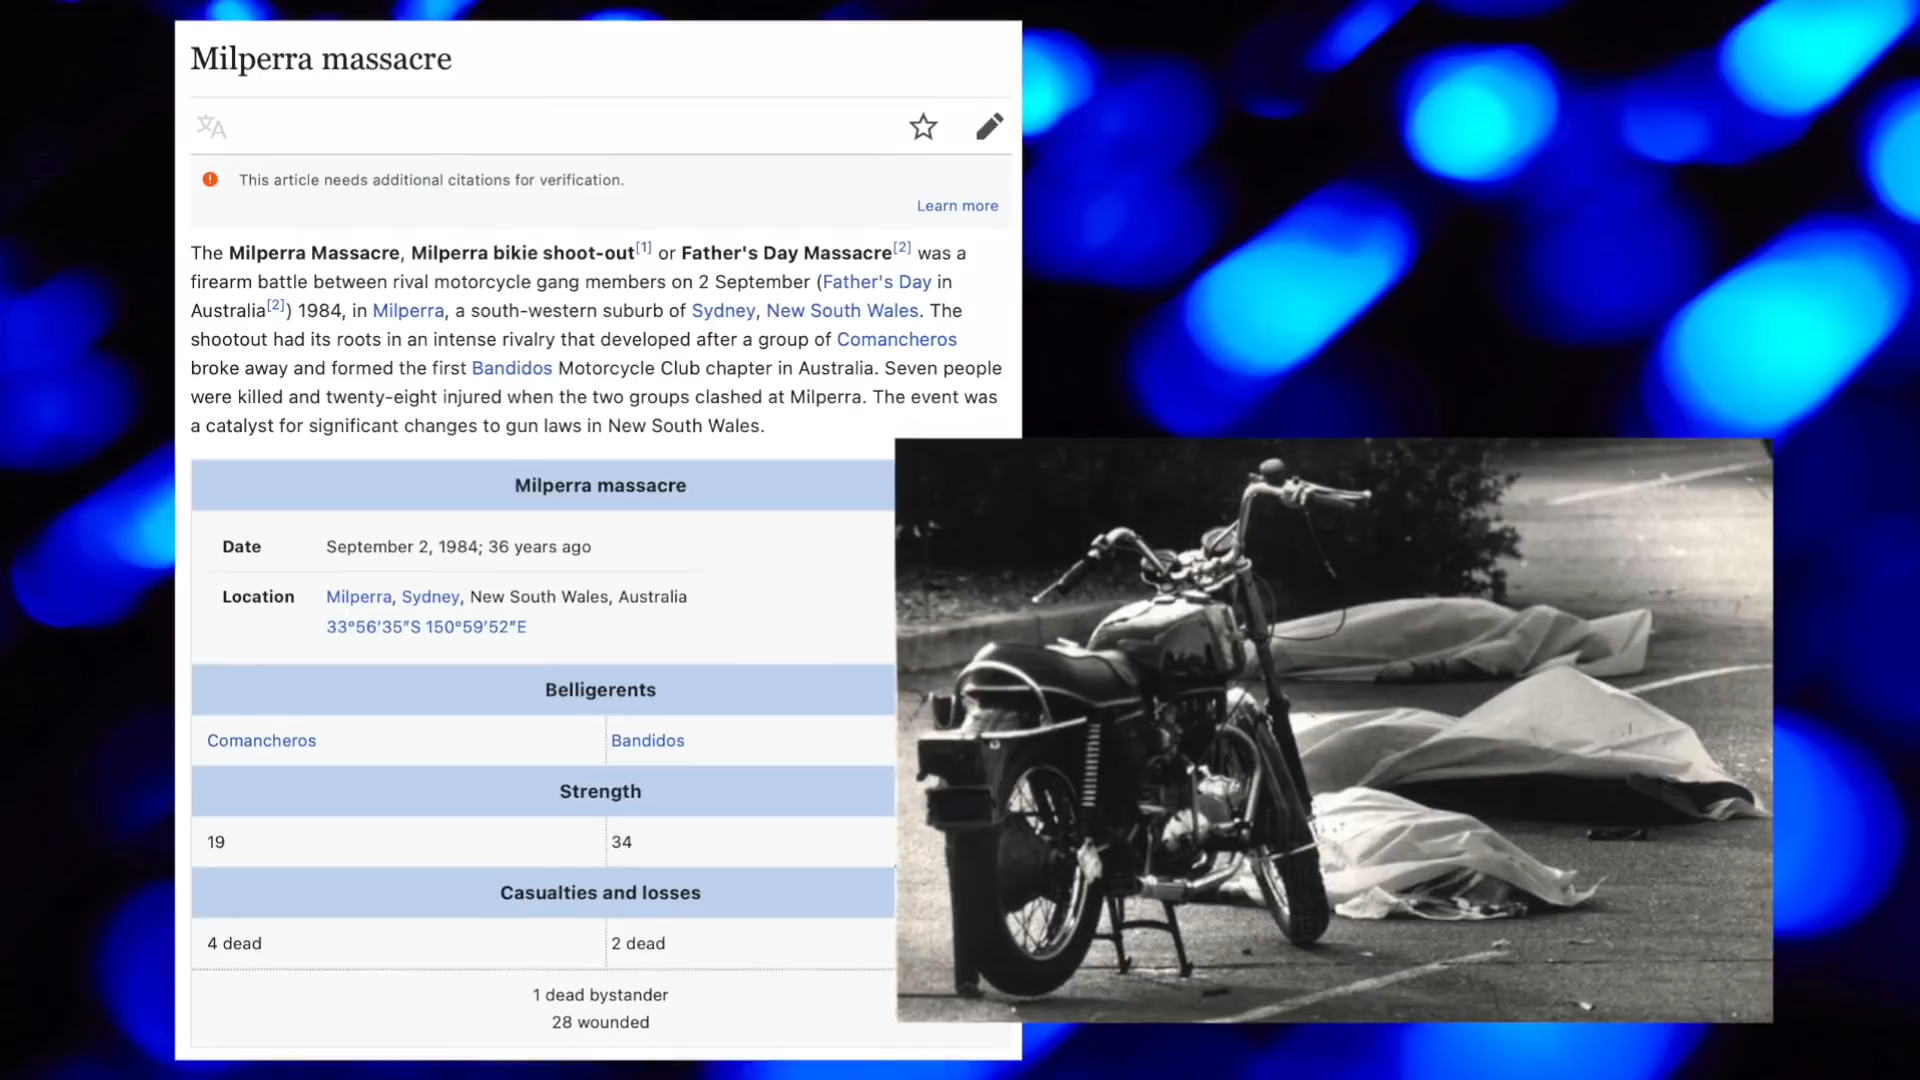 Milperra massacre
This article needs additional citations for verification.
Learn more
The Milperra Massacre, Milperra bikie shoot-out[1] or Father's Day Massacre[2] was a
firearm battle between rival motorcycle gang members on 2 September (Father's Day in
Australia[2]) 1984, in Milperra, a south-western suburb of Sydney, New South Wales. The
shootout had its roots in an intense rivalry that developed after a group of Comancheros
broke away and formed the first Bandidos Motorcycle Club chapter in Australia. Seven people
were killed and twenty-eight injured when the two groups clashed at Milperra. The event was
a catalyst for significant changes to gun laws in New South Wales.
Milperra massacre
Date September 2, 1984; 36 years ago
Location Milperra, Sydney, New South Wales, Australia
33°56′35″S 150°59′52″E
Belligerents
Comancheros Bandidos
Strength
19 34
Casualties and losses
4 dead 2 dead
1 dead bystander
28 wounded